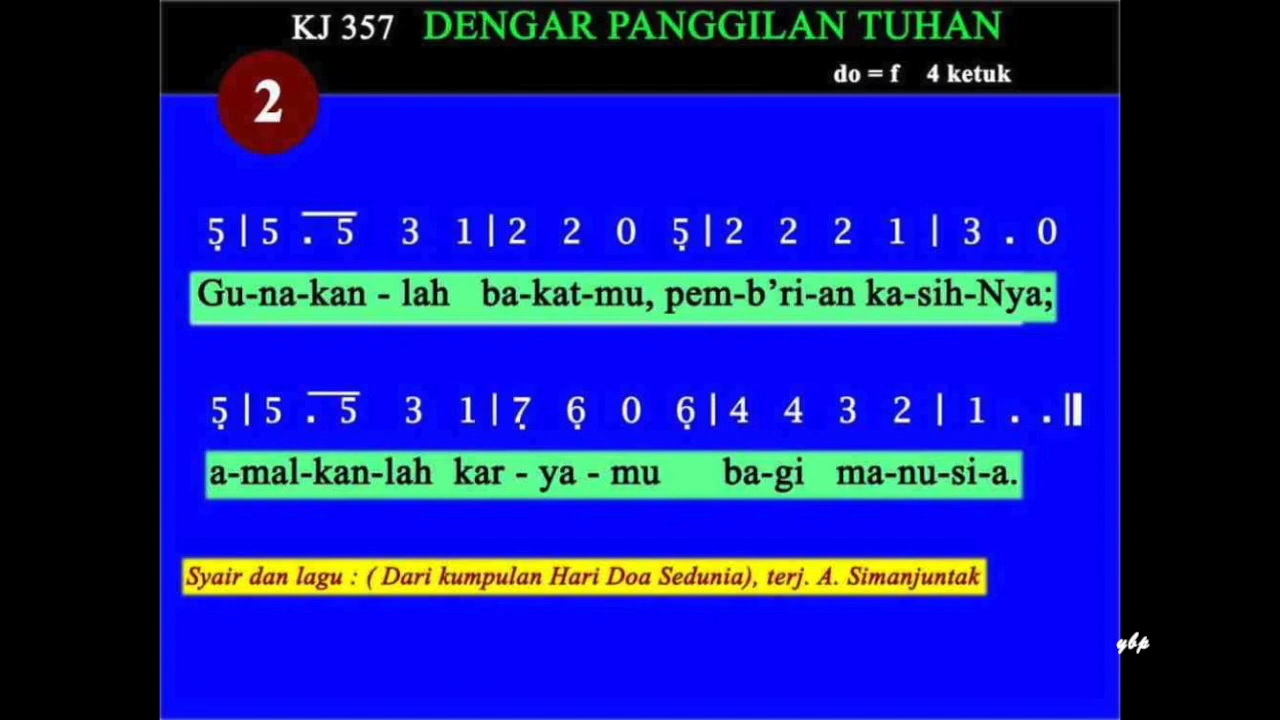 KJ 357 DENGAR PANGGILAN TUHAN
do = f 4 ketuk
2
5̣ | 5 . 5 3 1 | 2 2 0 5̣ | 2 2 2 1 | 3 . 0
Gu-na-kan - lah ba-kat-mu, pem-b’ri-an ka-sih-Nya;
5̣ | 5 . 5 3 1 | 7̣ 6̣ 0 6̣ | 4 4 3 2 | 1 . . ||
a-mal-kan-lah kar - ya - mu ba-gi ma-nu-si-a.
Syair dan lagu : ( Dari kumpulan Hari Doa Sedunia), terj. A. Simanjuntak
ybp